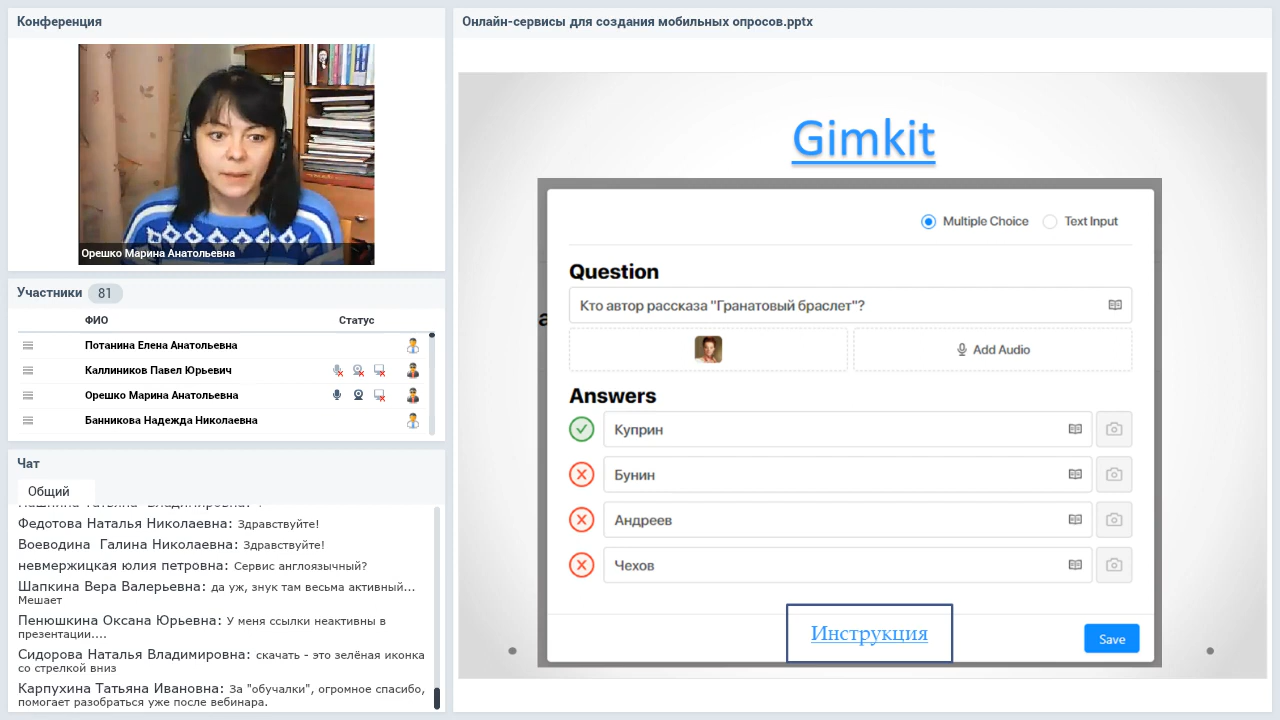 Конференция
Орешко Марина Анатольевна
Участники 81
ФИО Статус
Потанина Елена Анатольевна
Каллиников Павел Юрьевич
Орешко Марина Анатольевна
Банникова Надежда Николаевна
Чат
Общий
Федотова Наталья Николаевна: Здравствуйте!
Воеводина Галина Николаевна: Здравствуйте!
невмержицкая юлия петровна: Сервис англоязычный?
Шапкина Вера Валерьевна: да уж, знук там весьма активный...
Мешает
Пенюшкина Оксана Юрьевна: У меня ссылки неактивны в
презентации....
Сидорова Наталья Владимировна: скачать - это зелёная иконка
со стрелкой вниз
Карпухина Татьяна Ивановна: За "обучалки", огромное спасибо,
помогает разобраться уже после вебинара.
Онлайн-сервисы для создания мобильных опросов.pptx
Gimkit
Multiple Choice Text Input
Question
Кто автор рассказа "Гранатовый браслет"?
Add Audio
Answers
Куприн
Бунин
Андреев
Чехов
Инструкция
Save